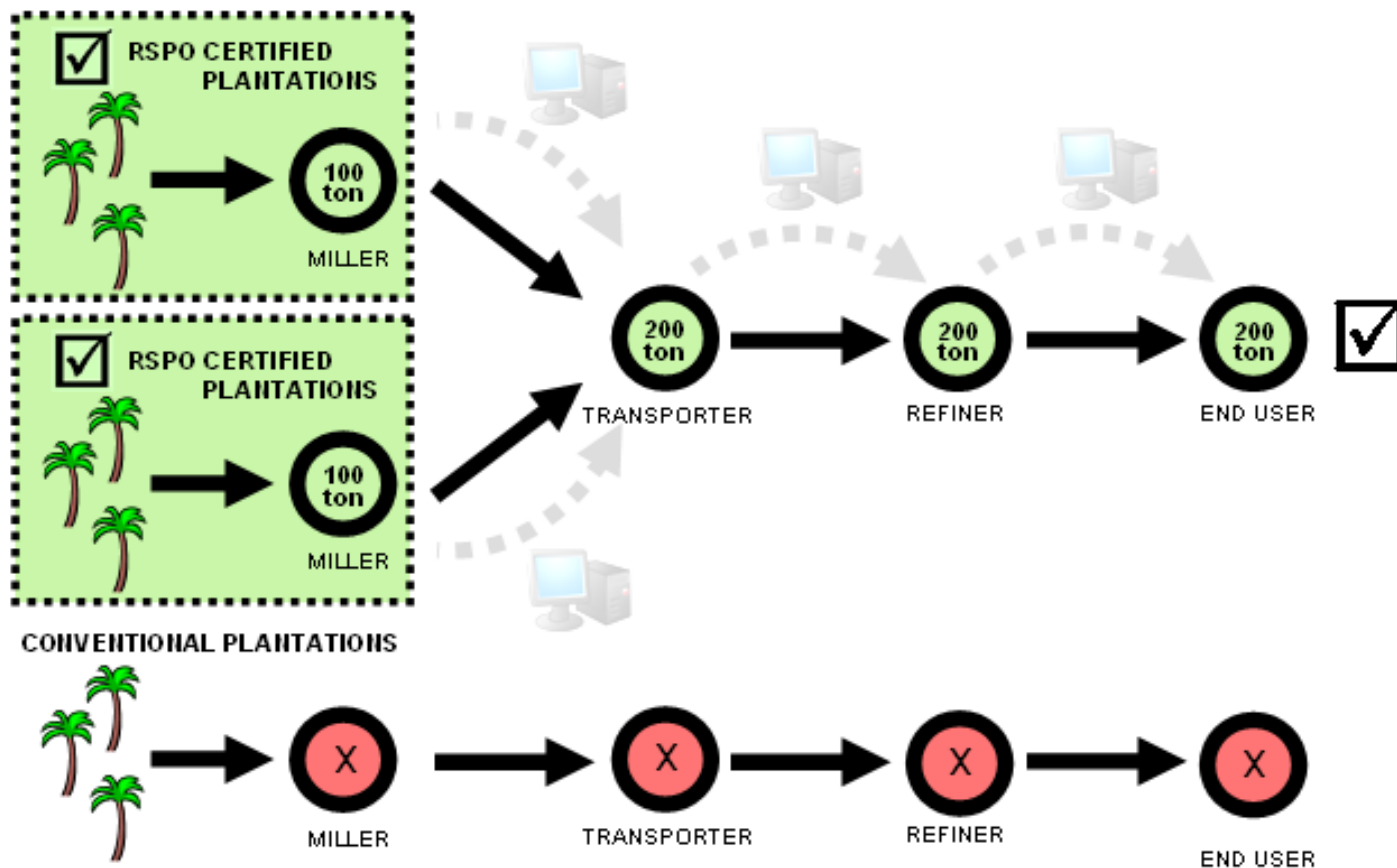 RSPO CERTIFIED
PLANTATIONS
100
ton
MILLER
RSPO CERTIFIED
PLANTATIONS
100
ton
MILLER
200
ton
TRANSPORTER
200
ton
REFINER
200
ton
END USER
CONVENTIONAL PLANTATIONS
X
MILLER
X
TRANSPORTER
X
REFINER
X
END USER